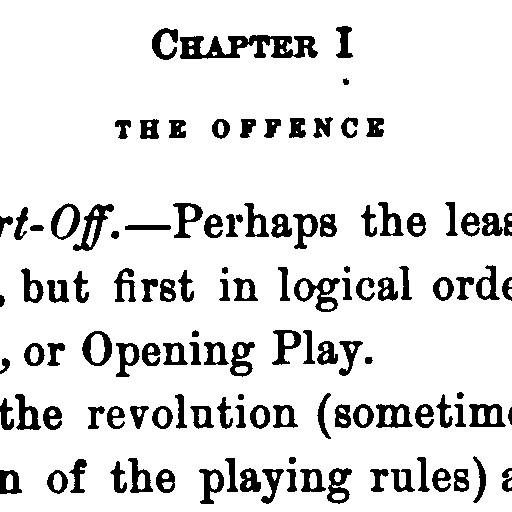 CHAPTER I
THE OFFENCE
rt-Off.—Perhaps the leas
, but first in logical orde
, or Opening Play.
the revolution (sometime
n of the playing rules) a